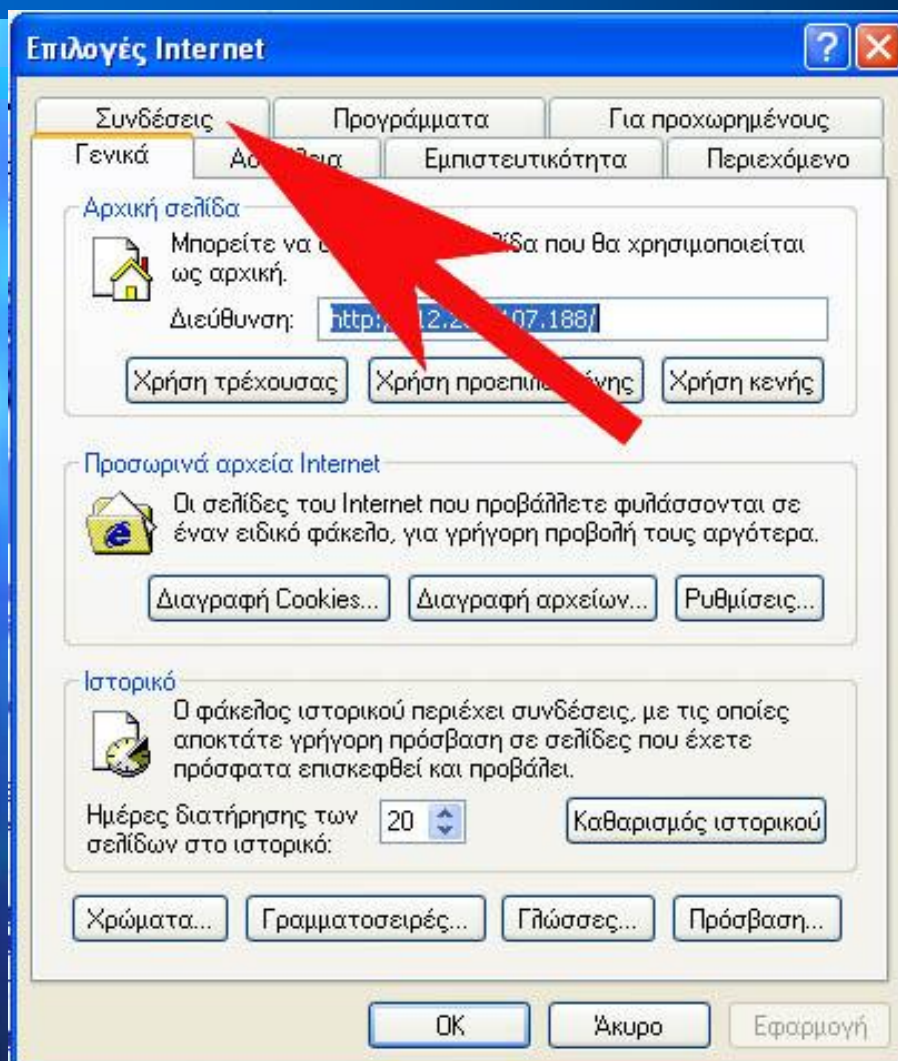 Επιλογές Internet
Συνδέσεις Προγράμματα Για προχωρημένους
Γενικά Εμπιστευτικότητα Περιεχόμενο
Αρχική σελίδα
Μπορείτε να που θα χρησιμοποιείται
ως αρχική.
Διεύθυνση:
Χρήση τρέχουσας Χρήση Χρήση κενής
Προσωρινά αρχεία Internet
Οι σελίδες του Internet που προβάλλετε φυλάσσονται σε
έναν ειδικό φάκελο, για γρήγορη προβολή τους αργότερα.
Διαγραφή Cookies... Διαγραφή αρχείων... Ρυθμίσεις...
Ιστορικό
Ο φάκελος ιστορικού περιέχει συνδέσεις, με τις οποίες
αποκτάτε γρήγορη πρόσβαση σε σελίδες που έχετε
πρόσφατα επισκεφθεί και προβάλει.
Ημέρες διατήρησης των
σελίδων στο ιστορικό: 20 Καθαρισμός ιστορικού
Χρώματα... Γραμματοσειρές... Γλώσσες... Πρόσβαση...
OK Άκυρο Εφαρμογή